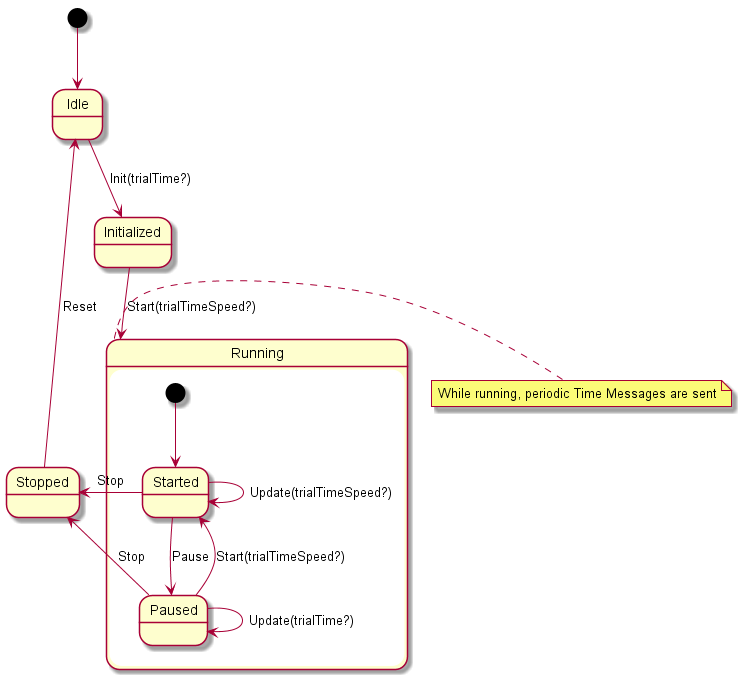 Idle
Init(trialTime?)
Initialized
Reset
Start(trialTimeSpeed?)
Running
While running, periodic Time Messages are sent
Stopped
Stop
Started
Update(trialTimeSpeed?)
Stop
Pause
Start(trialTimeSpeed?)
Paused
Update(trialTime?)